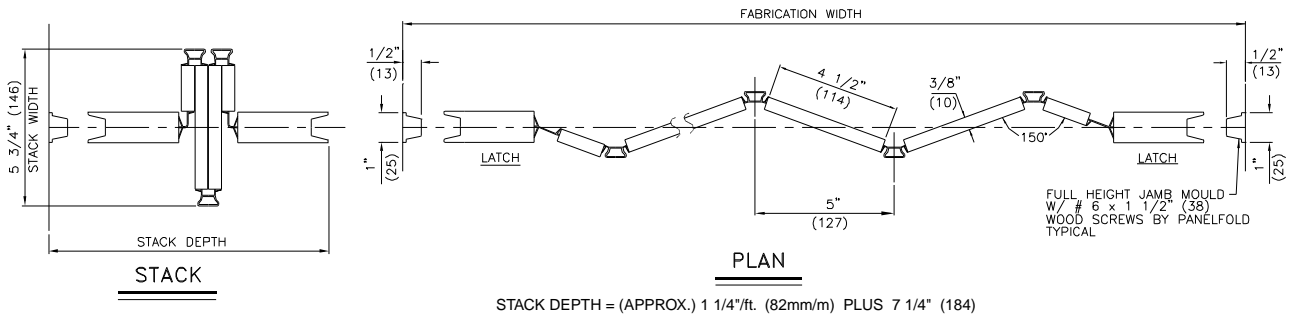 FABRICATION WIDTH
5 3/4" (146)
STACK WIDTH
STACK DEPTH
STACK
1/2"
(13)
1"
(25)
LATCH
4 1/2"
(114)
3/8"
(10)
150°
5"
(127)
LATCH
1/2"
(13)
1"
(25)
FULL HEIGHT JAMB MOULD
W/ # 6 x 1 1/2" (38)
WOOD SCREWS BY PANELFOLD
TYPICAL
PLAN
STACK DEPTH = (APPROX.) 1 1/4"/ft. (82mm/m) PLUS 7 1/4" (184)